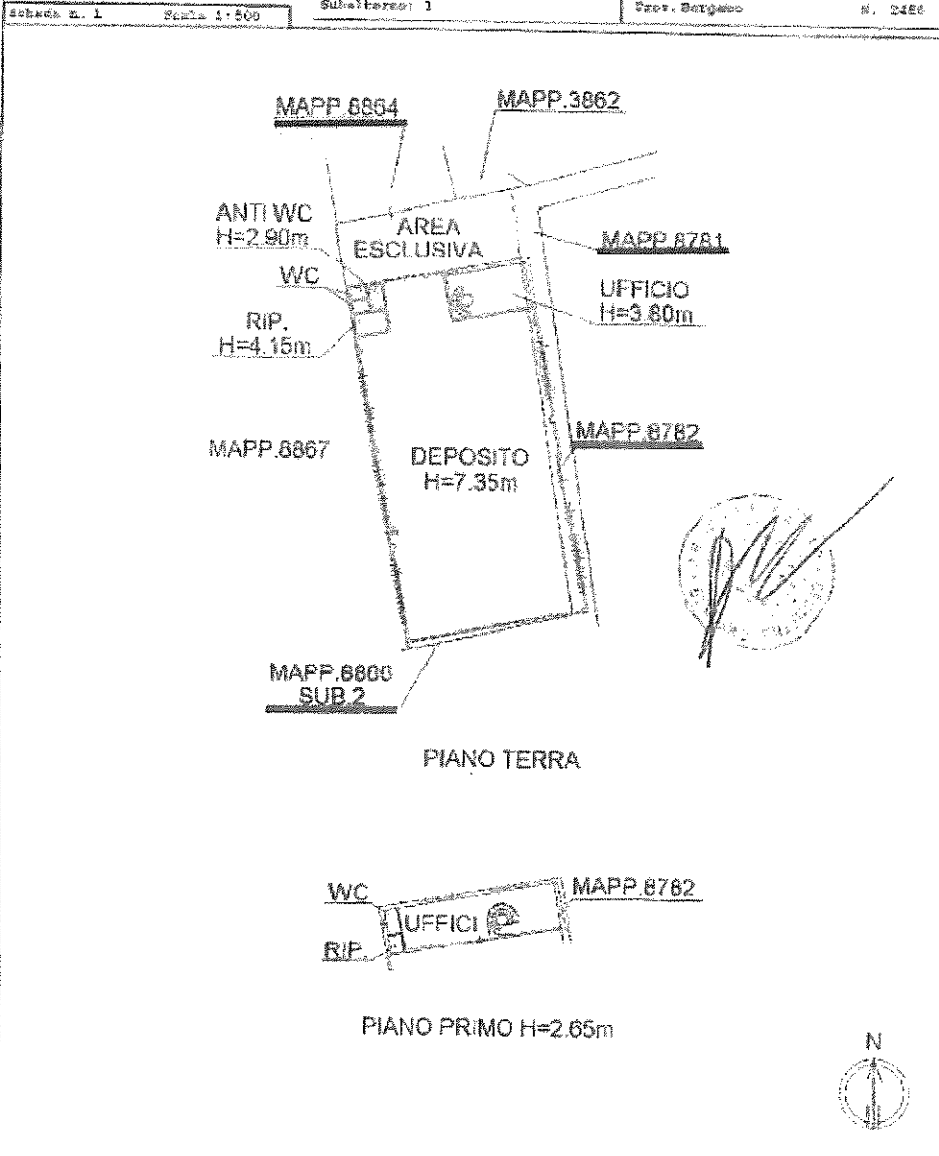 Scheda n. 1
Scala 1:500
Subalterno: 1
Prov. Bergamo
N.
MAPP.8864
MAPP.3862
ANTI WC
H=2.90m
AREA
ESCLUSIVA
MAPP.8781
WC
UFFICIO
H=3.80m
RIP.
H=4.15m
MAPP.8867
DEPOSITO
H=7.35m
MAPP.8782
MAPP.8800
SUB.2
PIANO TERRA
WC
UFFICI
MAPP.8782
RIP.
PIANO PRIMO H=2.65m
N